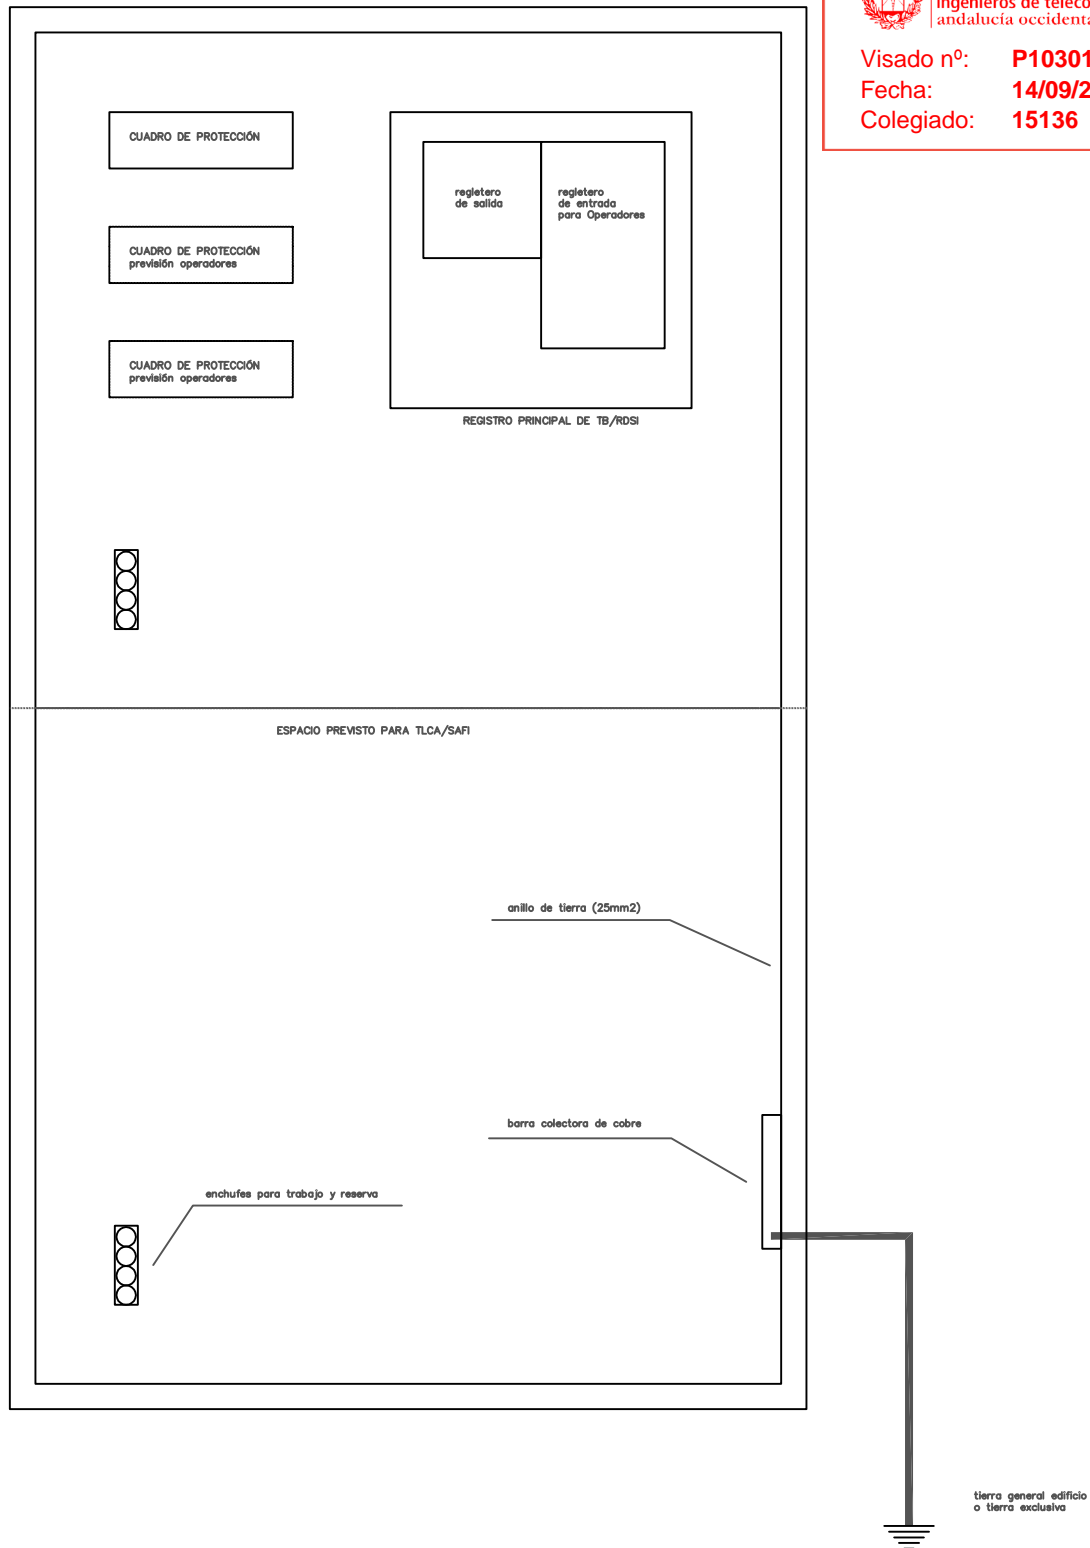 Ingenieros de teleco
andalucía occidenta
Visado nº: P10301
Fecha: 14/09/2
Colegiado: 15136
CUADRO DE PROTECCIÓN
regletero
de salida
regletero
de entrada
para Operadores
CUADRO DE PROTECCIÓN
previsión operadores
CUADRO DE PROTECCIÓN
previsión operadores
REGISTRO PRINCIPAL DE TB/RDSI
ESPACIO PREVISTO PARA TLCA/SAFI
anillo de tierra (25mm2)
barra colectora de cobre
enchufes para trabajo y reserva
tierra general edificio
o tierra exclusiva